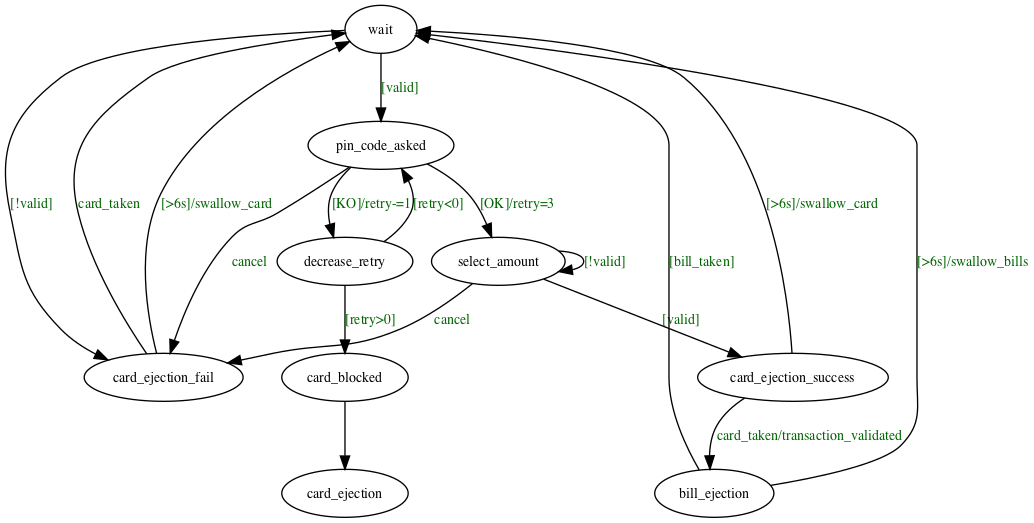 wait
[valid]
pin_code_asked
[!valid]
card_taken
[>6s]/swallow_card
[KO]/retry-=1
[retry<0]
[OK]/retry=3
[>6s]/swallow_card
cancel
decrease_retry
select_amount
[!valid]
[bill_taken]
[>6s]/swallow_bills
[retry>0]
cancel
[valid]
card_ejection_fail
card_blocked
card_ejection_success
card_taken/transaction_validated
card_ejection
bill_ejection